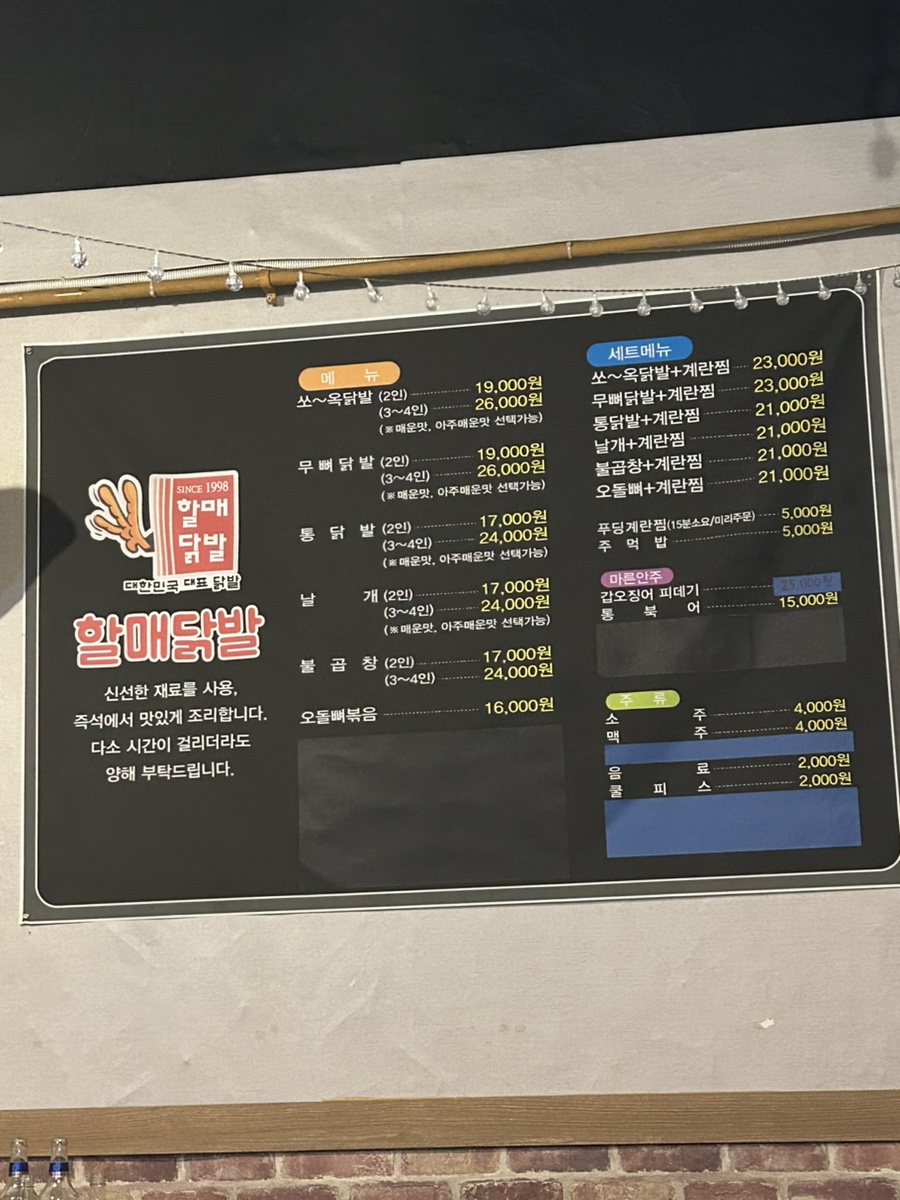 SINCE 1998
할매
닭발
대한민국 대표 닭발
할매닭발
신선한 재료를 사용,
즉석에서 맛있게 조리합니다.
다소 시간이 걸리더라도
양해 부탁드립니다.
메 뉴
쏘~옥닭발 (2인) 19,000원
(3~4인) 26,000원
(※ 매운맛, 아주매운맛 선택가능)
무뼈닭발 (2인) 19,000원
(3~4인) 26,000원
(※ 매운맛, 아주매운맛 선택가능)
통 닭 발 (2인) 17,000원
(3~4인) 24,000원
(※ 매운맛, 아주매운맛 선택가능)
날 개 (2인) 17,000원
(3~4인) 24,000원
(※ 매운맛, 아주매운맛 선택가능)
불 곱 창 (2인) 17,000원
(3~4인) 24,000원
오돌뼈볶음 16,000원
세트메뉴
쏘~옥닭발+계란찜 23,000원
무뼈닭발+계란찜 23,000원
통닭발+계란찜 21,000원
날개+계란찜 21,000원
불곱창+계란찜 21,000원
오돌뼈+계란찜 21,000원
푸딩계란찜(15분소요/미리주문) 5,000원
주 먹 밥 5,000원
마른안주
갑오징어 피데기 25,000원
통 북 어 15,000원
주 류
소 주 4,000원
맥 주 4,000원
음 료 2,000원
쿨 피 스 2,000원